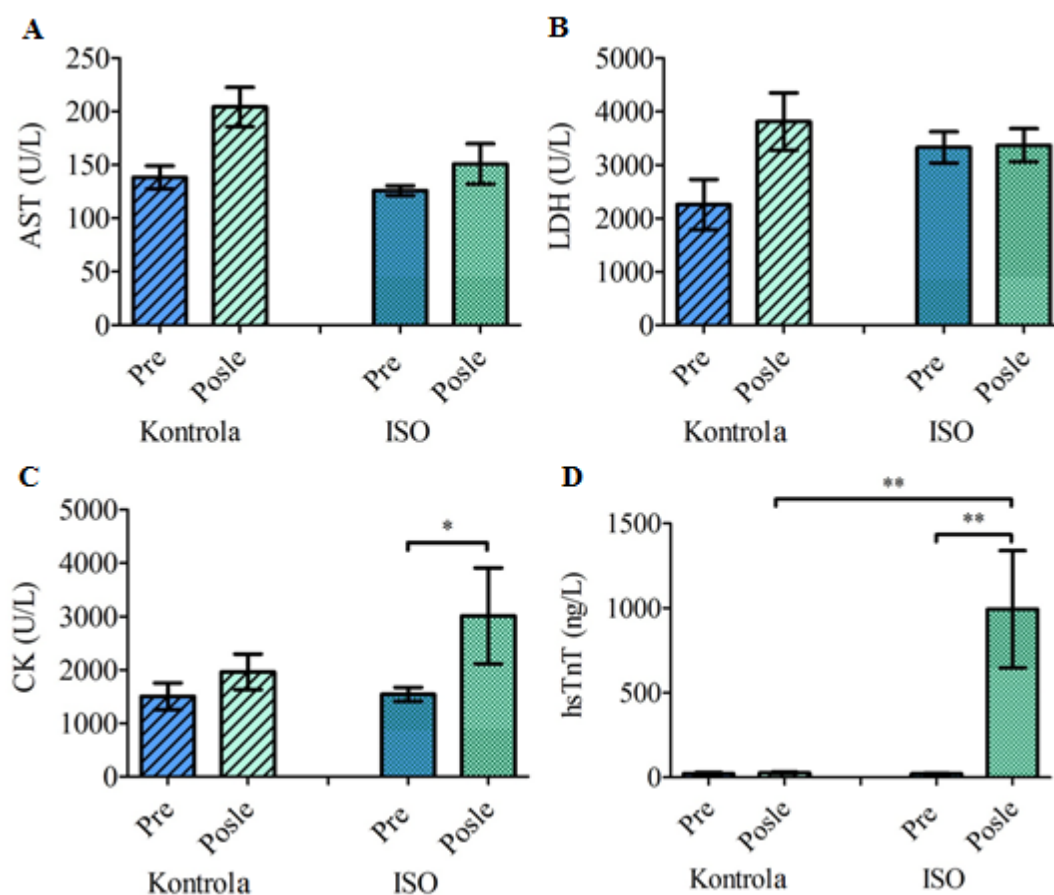 A
AST (U/L)
250
200
150
100
50
0
Pre
Posle
Pre
Posle
Kontrola
ISO
B
LDH (U/L)
5000
4000
3000
2000
1000
0
Pre
Posle
Pre
Posle
Kontrola
ISO
C
CK (U/L)
5000
4000
3000
2000
1000
0
*
Pre
Posle
Pre
Posle
Kontrola
ISO
D
hsTnT (ng/L)
1500
1000
500
0
**
**
Pre
Posle
Pre
Posle
Kontrola
ISO